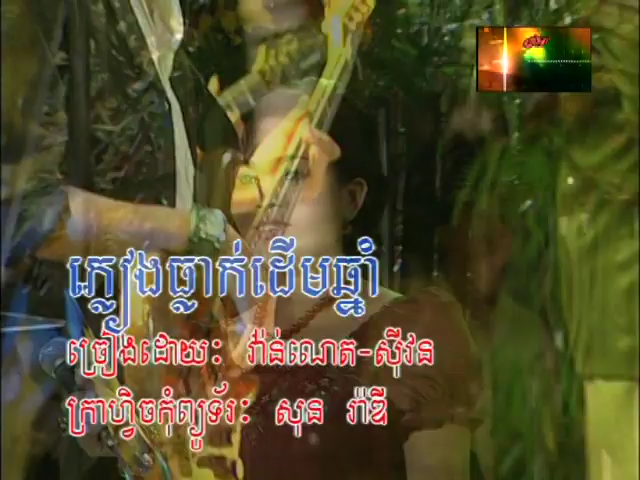 ភ្លៀងធ្លាក់ដើមឆ្នាំ
ច្រៀងដោយ: វ៉ាន់ណេត-ស៊ីវន
ក្រាហ្វិចកុំព្យូទ័រ: សុន រ៉ាឌី